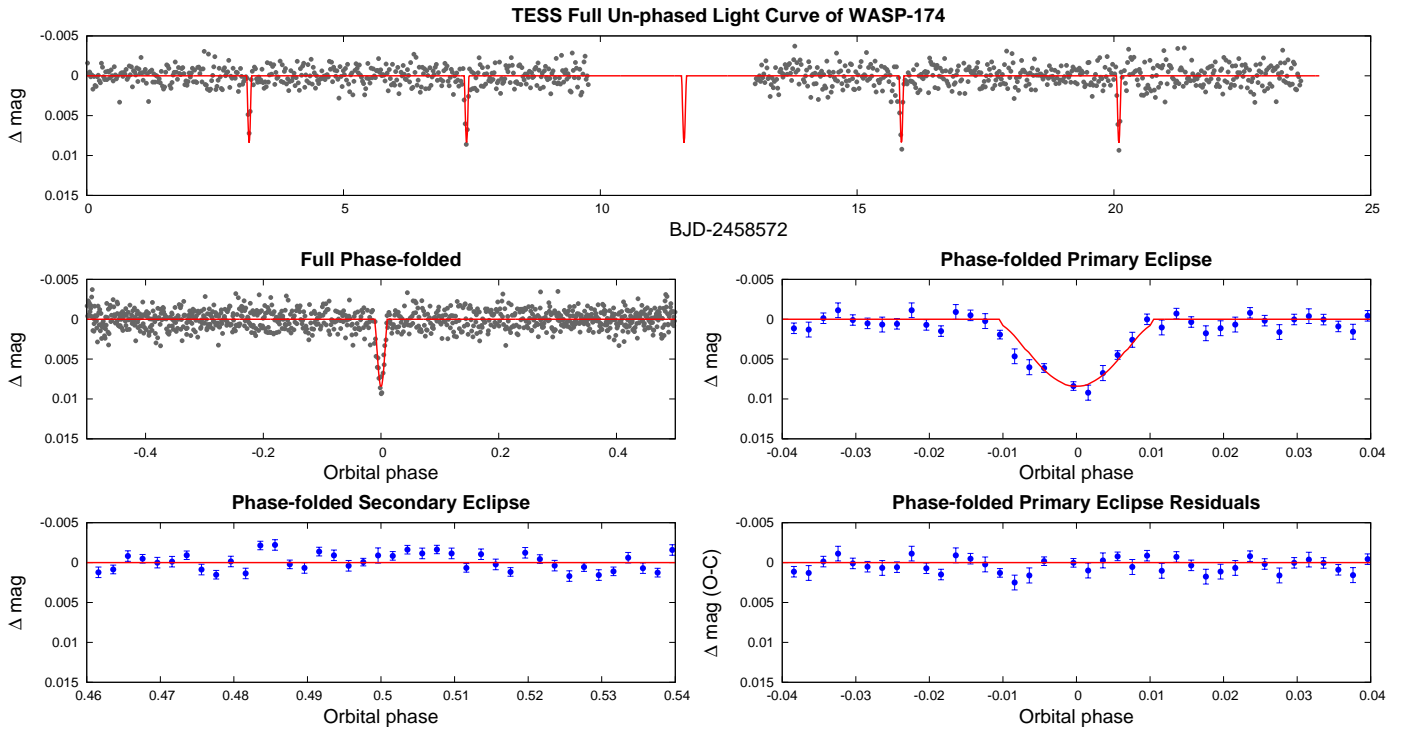 TESS Full Un-phased Light Curve of WASP-174
-0.005
0
0.005
0.01
0.015
Δ mag
0 5 10 15 20 25
BJD-2458572
Full Phase-folded
-0.005
0
0.005
0.01
0.015
Δ mag
-0.4 -0.2 0 0.2 0.4
Orbital phase
Phase-folded Primary Eclipse
-0.005
0
0.005
0.01
0.015
Δ mag
-0.04 -0.03 -0.02 -0.01 0 0.01 0.02 0.03 0.04
Orbital phase
Phase-folded Secondary Eclipse
-0.005
0
0.005
0.01
0.015
Δ mag
0.46 0.47 0.48 0.49 0.5 0.51 0.52 0.53 0.54
Orbital phase
Phase-folded Primary Eclipse Residuals
-0.005
0
0.005
0.01
0.015
Δ mag (O-C)
-0.04 -0.03 -0.02 -0.01 0 0.01 0.02 0.03 0.04
Orbital phase